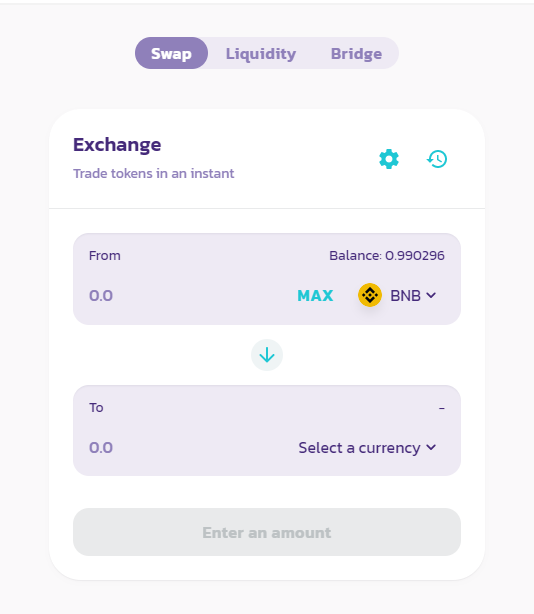 Swap Liquidity Bridge
Exchange
Trade tokens in an instant
From Balance: 0.990296
0.0 MAX BNB
To -
0.0 Select a currency
Enter an amount